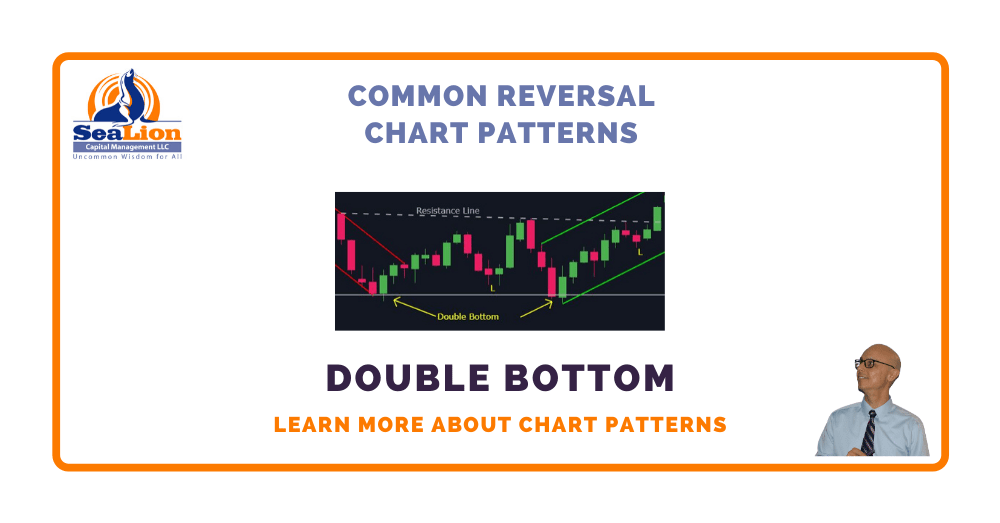 SeaLion
Capital Management LLC
Uncommon Wisdom for All
COMMON REVERSAL
CHART PATTERNS
Resistance Line
L
L
Double Bottom
DOUBLE BOTTOM
LEARN MORE ABOUT CHART PATTERNS